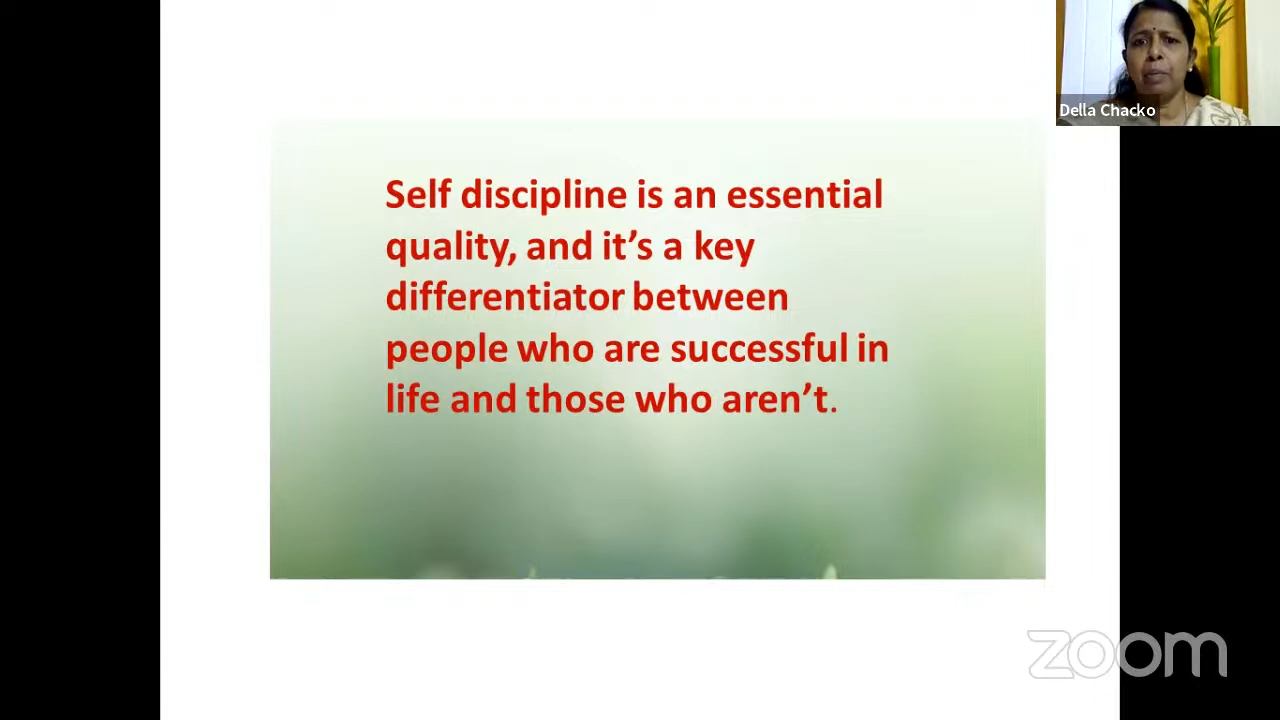 Della Chacko
Self discipline is an essential
quality, and it’s a key
differentiator between
people who are successful in
life and those who aren’t.
zoom